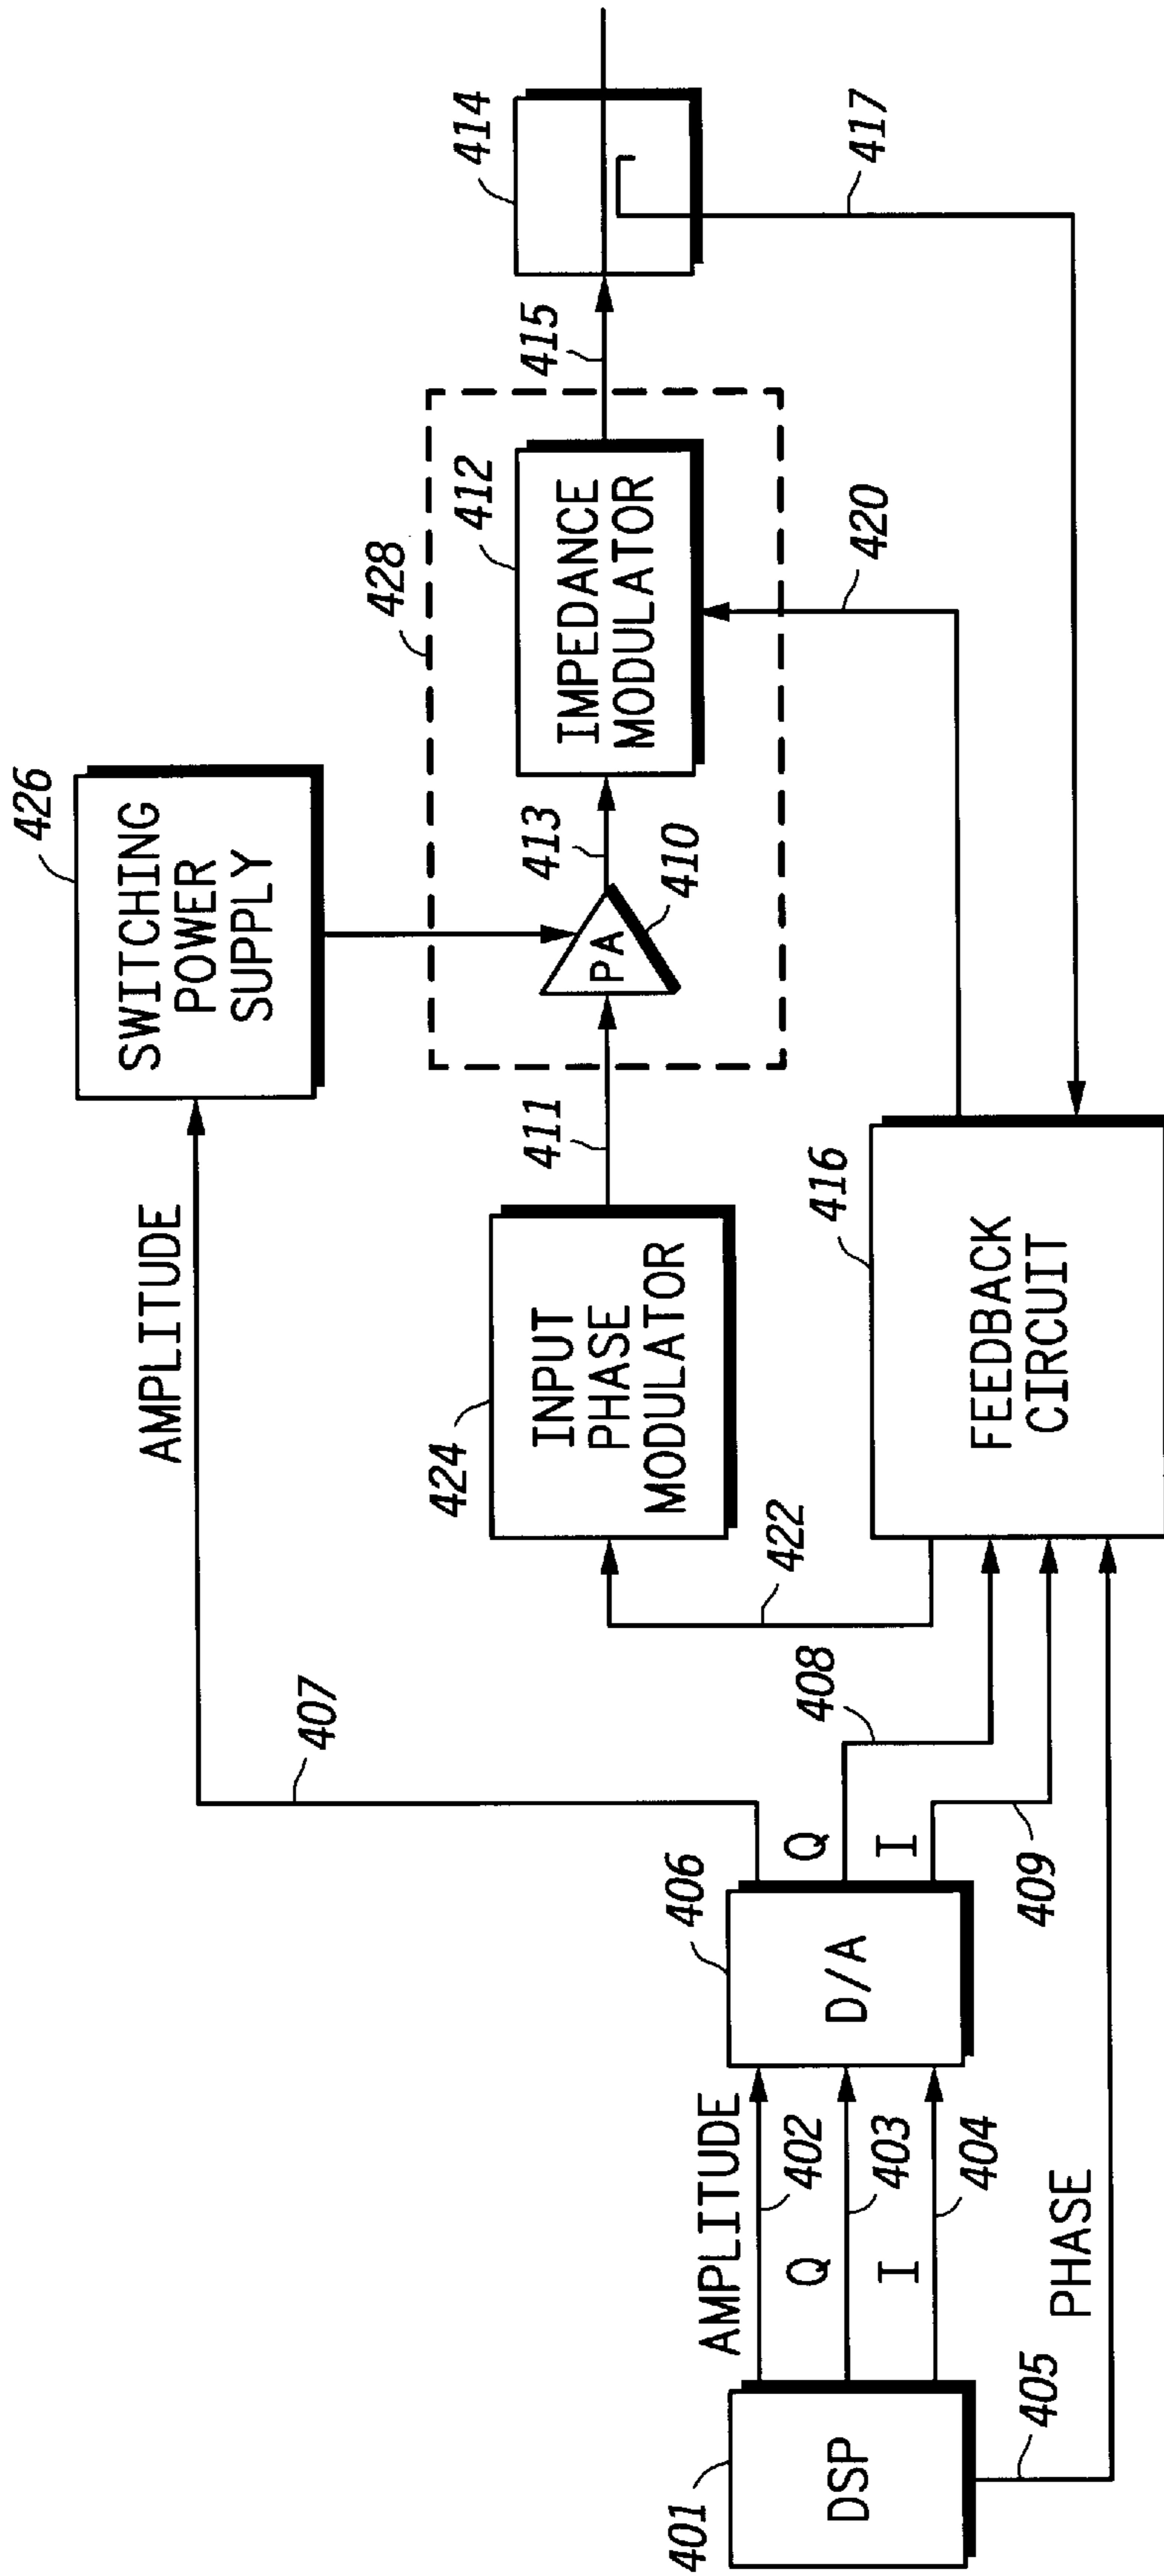 426
SWITCHING
POWER
SUPPLY
AMPLITUDE
407
428
424
INPUT
PHASE
MODULATOR
411
PA
410
413
412
IMPEDANCE
MODULATOR
415
414
417
420
422
416
FEEDBACK
CIRCUIT
408
409
Q
I
406
D/A
AMPLITUDE
402
Q
403
I
404
401
DSP
405
PHASE